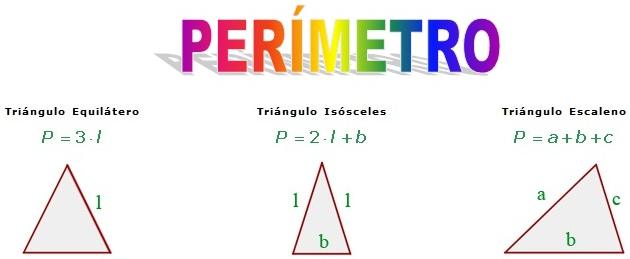 PERÍMETRO
Triángulo Equilátero
P = 3·l
l
Triángulo Isósceles
P = 2·l + b
l
l
b
Triángulo Escaleno
P = a + b + c
a
c
b